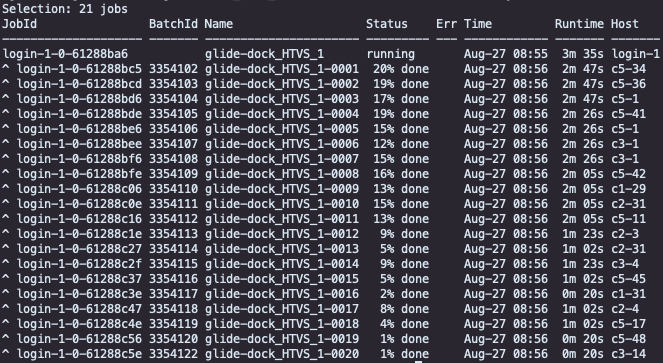 Selection: 21 jobs
JobId BatchId Name Status Err Time Runtime Host
login-1-0-61288ba6 glide-dock_HTVS_1 running Aug-27 08:55 3m 35s login-1
^ login-1-0-61288bc5 3354102 glide-dock_HTVS_1-0001 20% done Aug-27 08:56 2m 47s c5-34
^ login-1-0-61288bcd 3354103 glide-dock_HTVS_1-0002 19% done Aug-27 08:56 2m 47s c5-36
^ login-1-0-61288bd6 3354104 glide-dock_HTVS_1-0003 17% done Aug-27 08:56 2m 47s c5-1
^ login-1-0-61288bde 3354105 glide-dock_HTVS_1-0004 19% done Aug-27 08:56 2m 26s c5-41
^ login-1-0-61288be6 3354106 glide-dock_HTVS_1-0005 15% done Aug-27 08:56 2m 26s c5-1
^ login-1-0-61288bee 3354107 glide-dock_HTVS_1-0006 12% done Aug-27 08:56 2m 26s c3-1
^ login-1-0-61288bf6 3354108 glide-dock_HTVS_1-0007 15% done Aug-27 08:56 2m 26s c3-1
^ login-1-0-61288bfe 3354109 glide-dock_HTVS_1-0008 16% done Aug-27 08:56 2m 05s c5-42
^ login-1-0-61288c06 3354110 glide-dock_HTVS_1-0009 13% done Aug-27 08:56 2m 05s c1-29
^ login-1-0-61288c0e 3354111 glide-dock_HTVS_1-0010 15% done Aug-27 08:56 2m 05s c2-31
^ login-1-0-61288c16 3354112 glide-dock_HTVS_1-0011 13% done Aug-27 08:56 2m 05s c5-11
^ login-1-0-61288c1e 3354113 glide-dock_HTVS_1-0012 9% done Aug-27 08:56 1m 23s c2-3
^ login-1-0-61288c27 3354114 glide-dock_HTVS_1-0013 5% done Aug-27 08:56 1m 02s c2-31
^ login-1-0-61288c2f 3354115 glide-dock_HTVS_1-0014 9% done Aug-27 08:56 1m 23s c3-4
^ login-1-0-61288c37 3354116 glide-dock_HTVS_1-0015 5% done Aug-27 08:56 1m 02s c5-45
^ login-1-0-61288c3e 3354117 glide-dock_HTVS_1-0016 2% done Aug-27 08:56 0m 20s c1-31
^ login-1-0-61288c47 3354118 glide-dock_HTVS_1-0017 8% done Aug-27 08:56 1m 02s c2-4
^ login-1-0-61288c4e 3354119 glide-dock_HTVS_1-0018 4% done Aug-27 08:56 1m 02s c5-17
^ login-1-0-61288c56 3354120 glide-dock_HTVS_1-0019 1% done Aug-27 08:56 0m 20s c5-48
^ login-1-0-61288c5e 3354122 glide-dock_HTVS_1-0020 1% done Aug-27 08:56 0m 20s c3-14